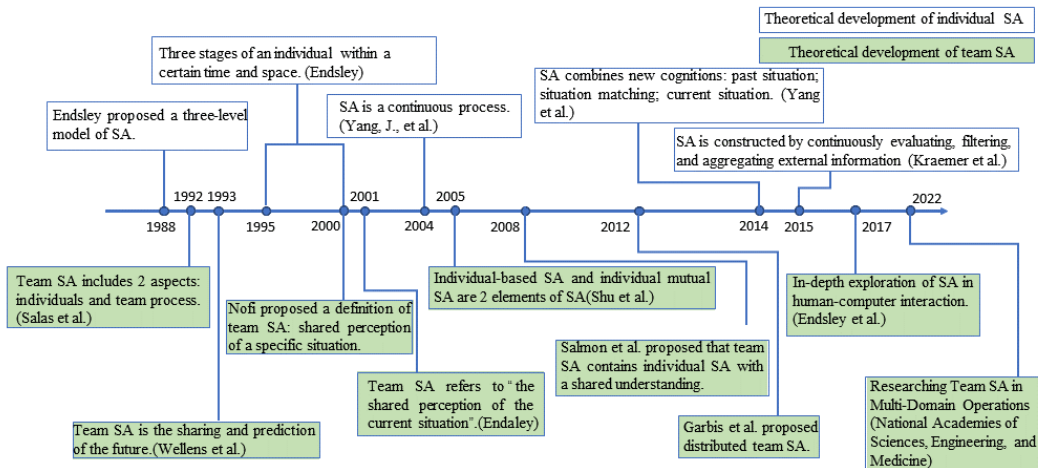 Theoretical development of individual SA
Theoretical development of team SA
Three stages of an individual within a
certain time and space. (Endsley)
SA combines new cognitions: past situation;
situation matching; current situation. (Yang
et al.)
Endsley proposed a three-level
model of SA.
SA is a continuous process.
(Yang, J., et al.)
SA is constructed by continuously evaluating, filtering,
and aggregating external information (Kraemer et al.)
1992 1993 2001 2005 2022
1988 1995 2000 2004 2008 2012 2014 2015 2017
Team SA includes 2 aspects:
individuals and team process.
(Salas et al.)
Nofi proposed a definition of
team SA: shared perception
of a specific situation.
Individual-based SA and individual mutual
SA are 2 elements of SA(Shu et al.)
In-depth exploration of SA in
human-computer interaction.
(Endsley et al.)
Team SA refers to "the
shared perception of the
current situation".(Endaley)
Salmon et al. proposed that team
SA contains individual SA with
a shared understanding.
Researching Team SA in
Multi-Domain Operations
(National Academies of
Sciences, Engineering, and
Medicine)
Team SA is the sharing and prediction
of the future.(Wellens et al.)
Garbis et al. proposed
distributed team SA.